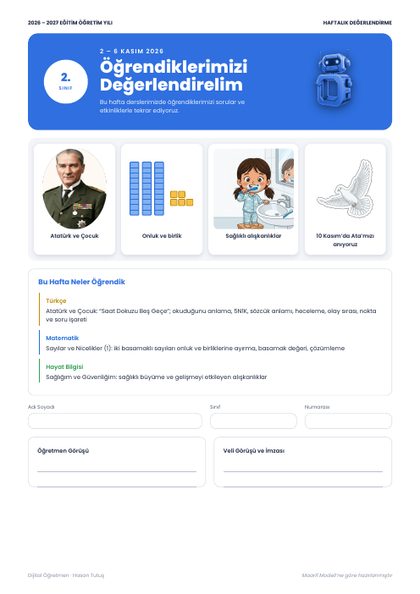 2026 – 2027 EĞİTİM ÖĞRETİM YILI
HAFTALIK DEĞERLENDİRME
2 – 6 KASIM 2026
2.
SINIF
Öğrendiklerimizi
Değerlendirelim
Bu hafta derslerimizde öğrendiklerimizi sorular ve
etkinliklerle tekrar ediyoruz.
Atatürk ve Çocuk
Onluk ve birlik
Sağlıklı alışkanlıklar
10 Kasım'da Ata'mızı
anıyoruz
Bu Hafta Neler Öğrendik
Türkçe
Atatürk ve Çocuk: "Saat Dokuzu Beş Geçe"; okuduğunu anlama, 5N1K, sözcük anlamı, heceleme, olay sırası, nokta
ve soru işareti
Matematik
Sayılar ve Nicelikler (1): iki basamaklı sayıları onluk ve birliklerine ayırma, basamak değeri, çözümleme
Hayat Bilgisi
Sağlığım ve Güvenliğim: sağlıklı büyüme ve gelişmeyi etkileyen alışkanlıklar
Adı Soyadı
Sınıf
Numarası
Öğretmen Görüşü
Veli Görüşü ve İmzası
Dijital Öğretmen · Hasan Tutuş
Maarif Modeli'ne göre hazırlanmıştır